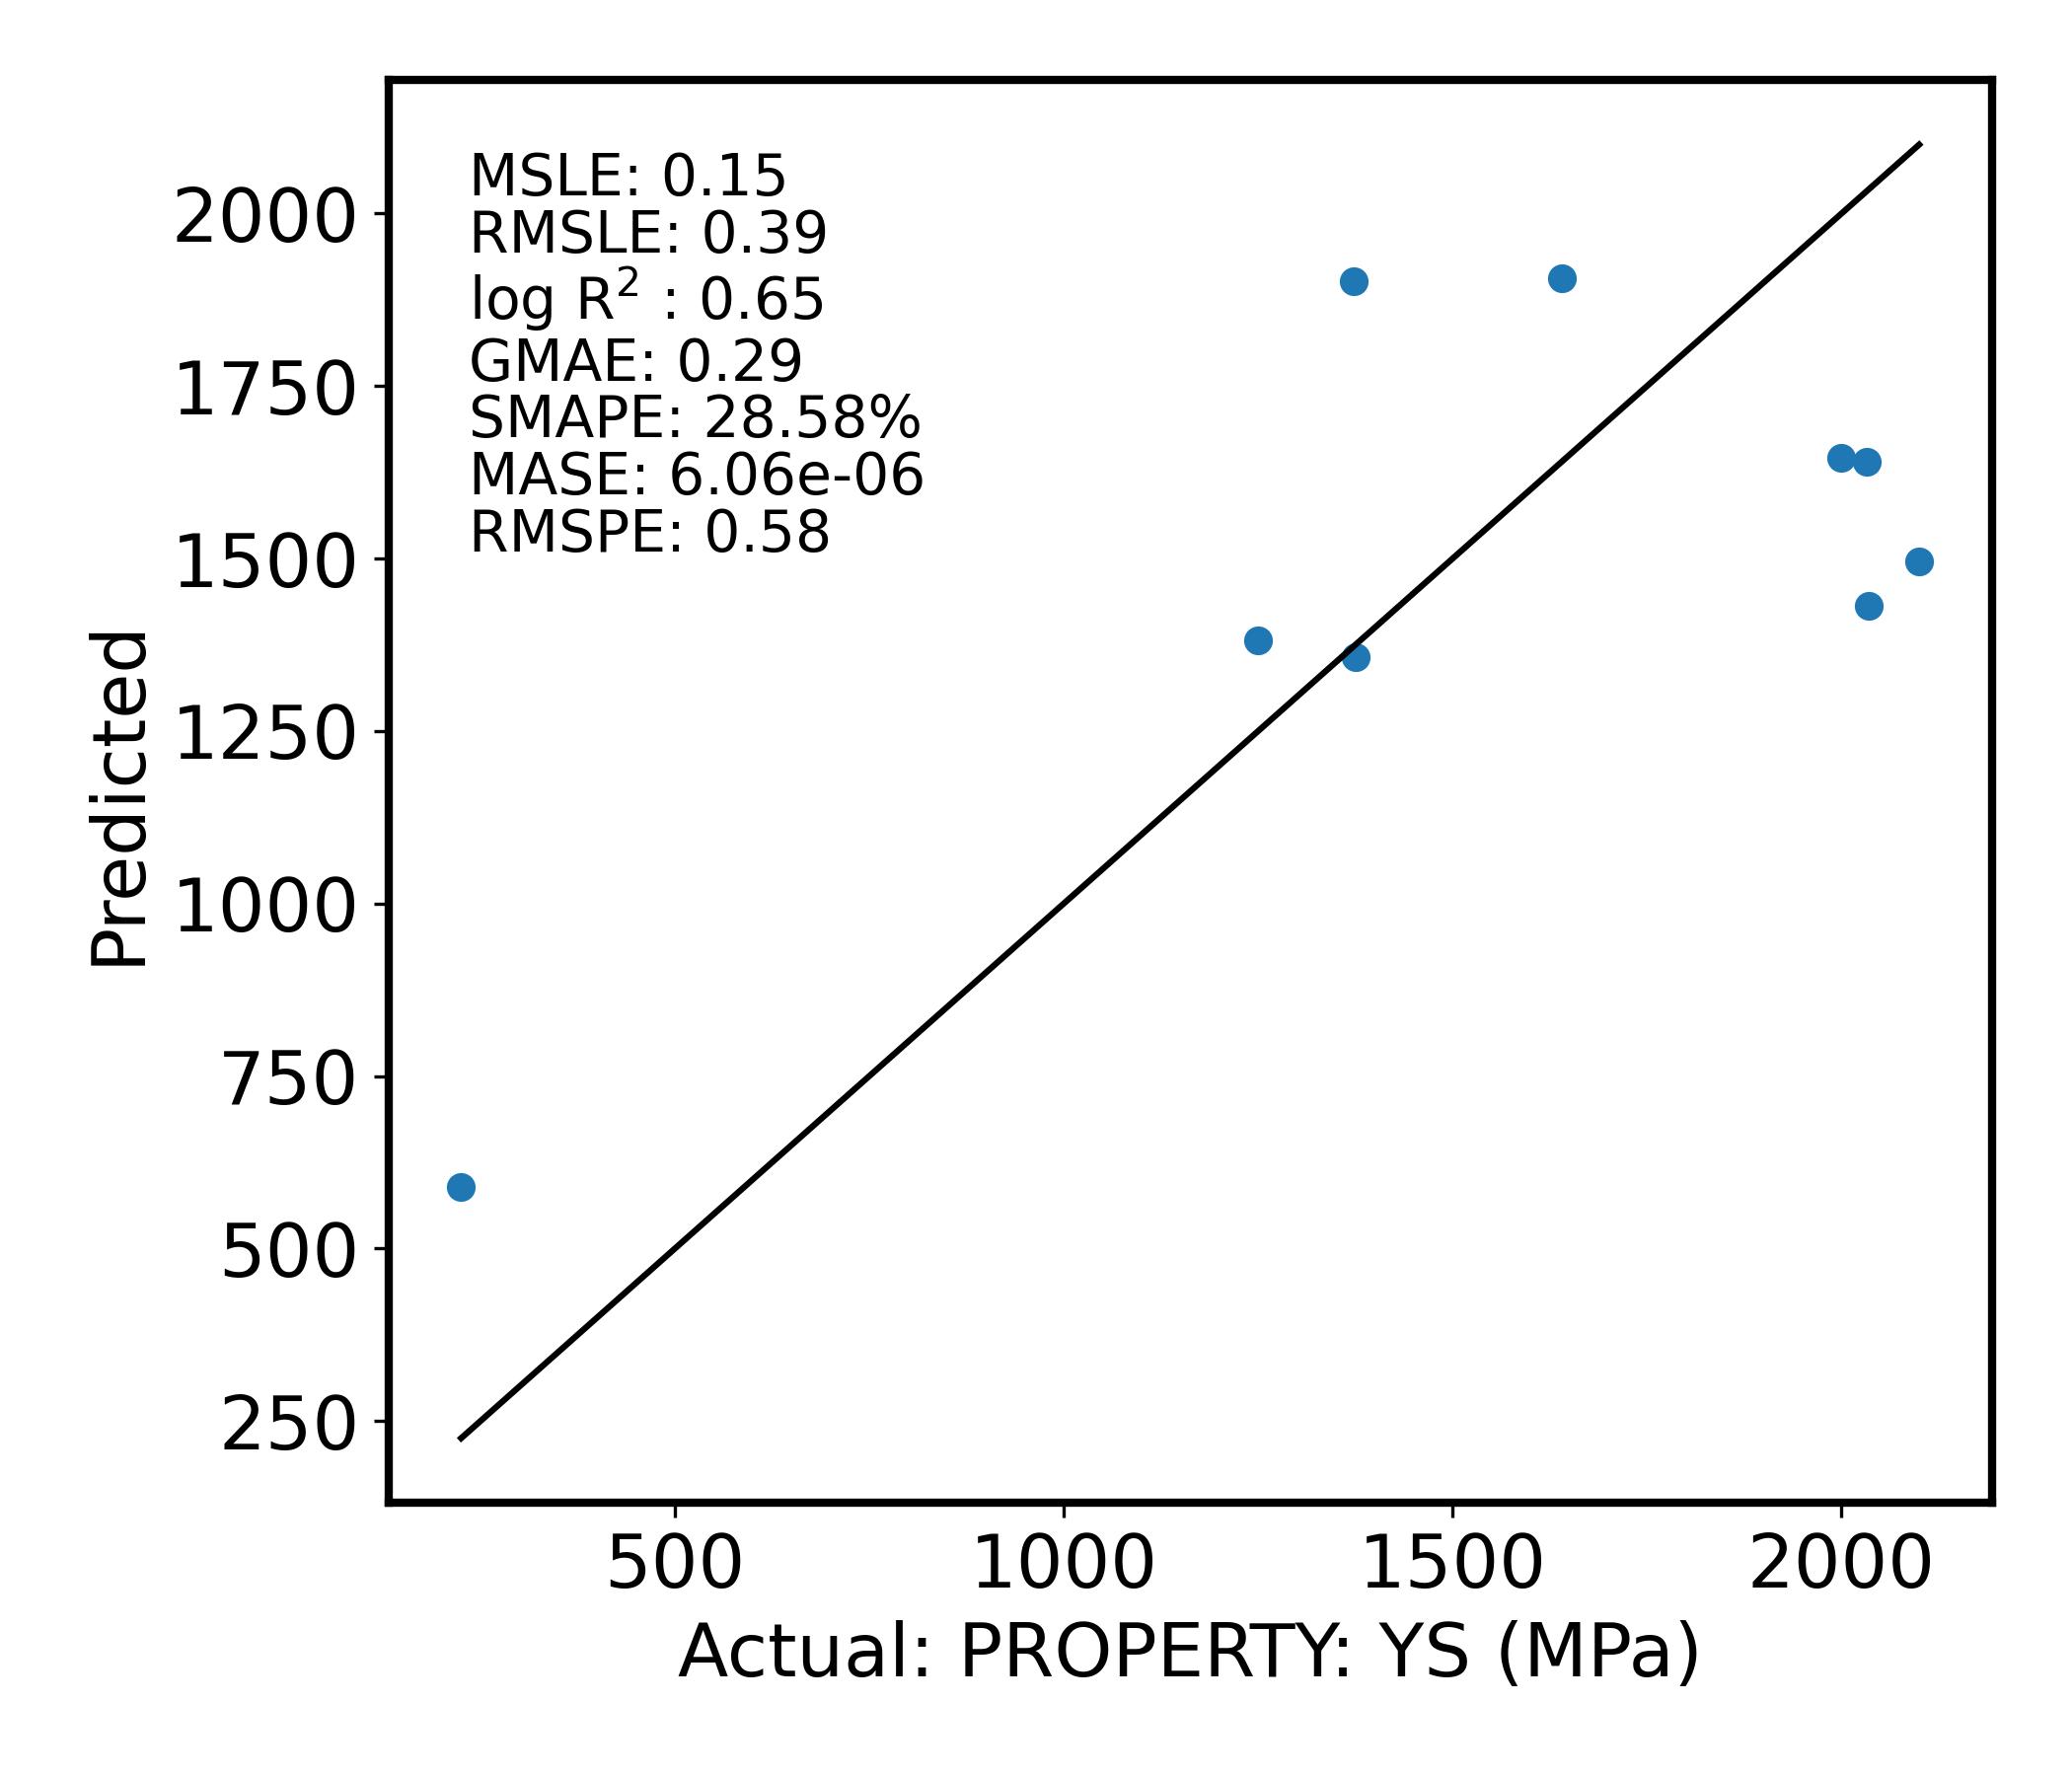 MSLE: 0.15
RMSLE: 0.39
log R² : 0.65
GMAE: 0.29
SMAPE: 28.58%
MASE: 6.06e-06
RMSPE: 0.58
2000
1750
1500
1250
1000
750
500
250
Predicted
500 1000 1500 2000
Actual: PROPERTY: YS (MPa)